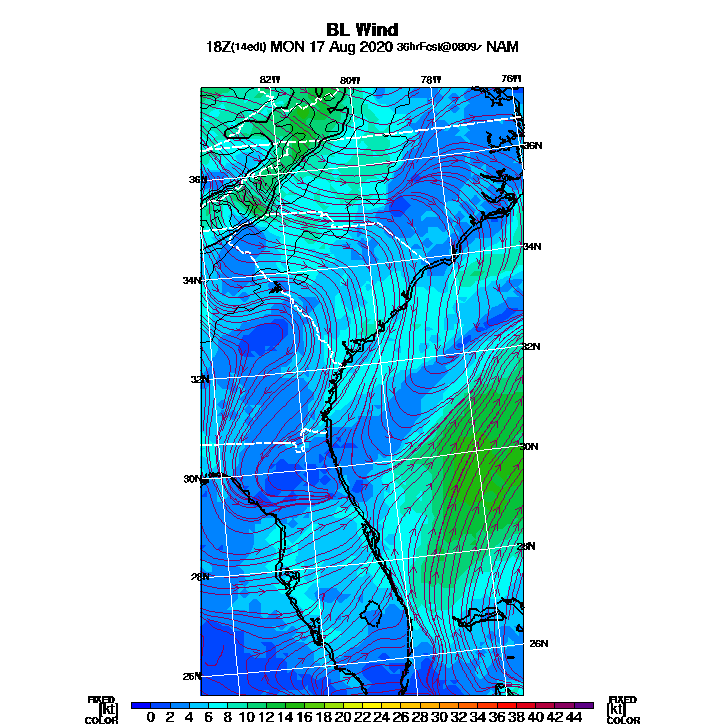 BL Wind
18Z(14edt) MON 17 Aug 2020 36hrFcst@0809z NAM
82W 80W 78W 76W
36N
36N
34N
34N
32N
32N
30N
30N
28N
28N
26N
26N
FIXED FIXED
[kt] 0 2 4 6 8 10 12 14 16 18 20 22 24 26 28 30 32 34 36 38 40 42 44 [kt]
COLOR COLOR